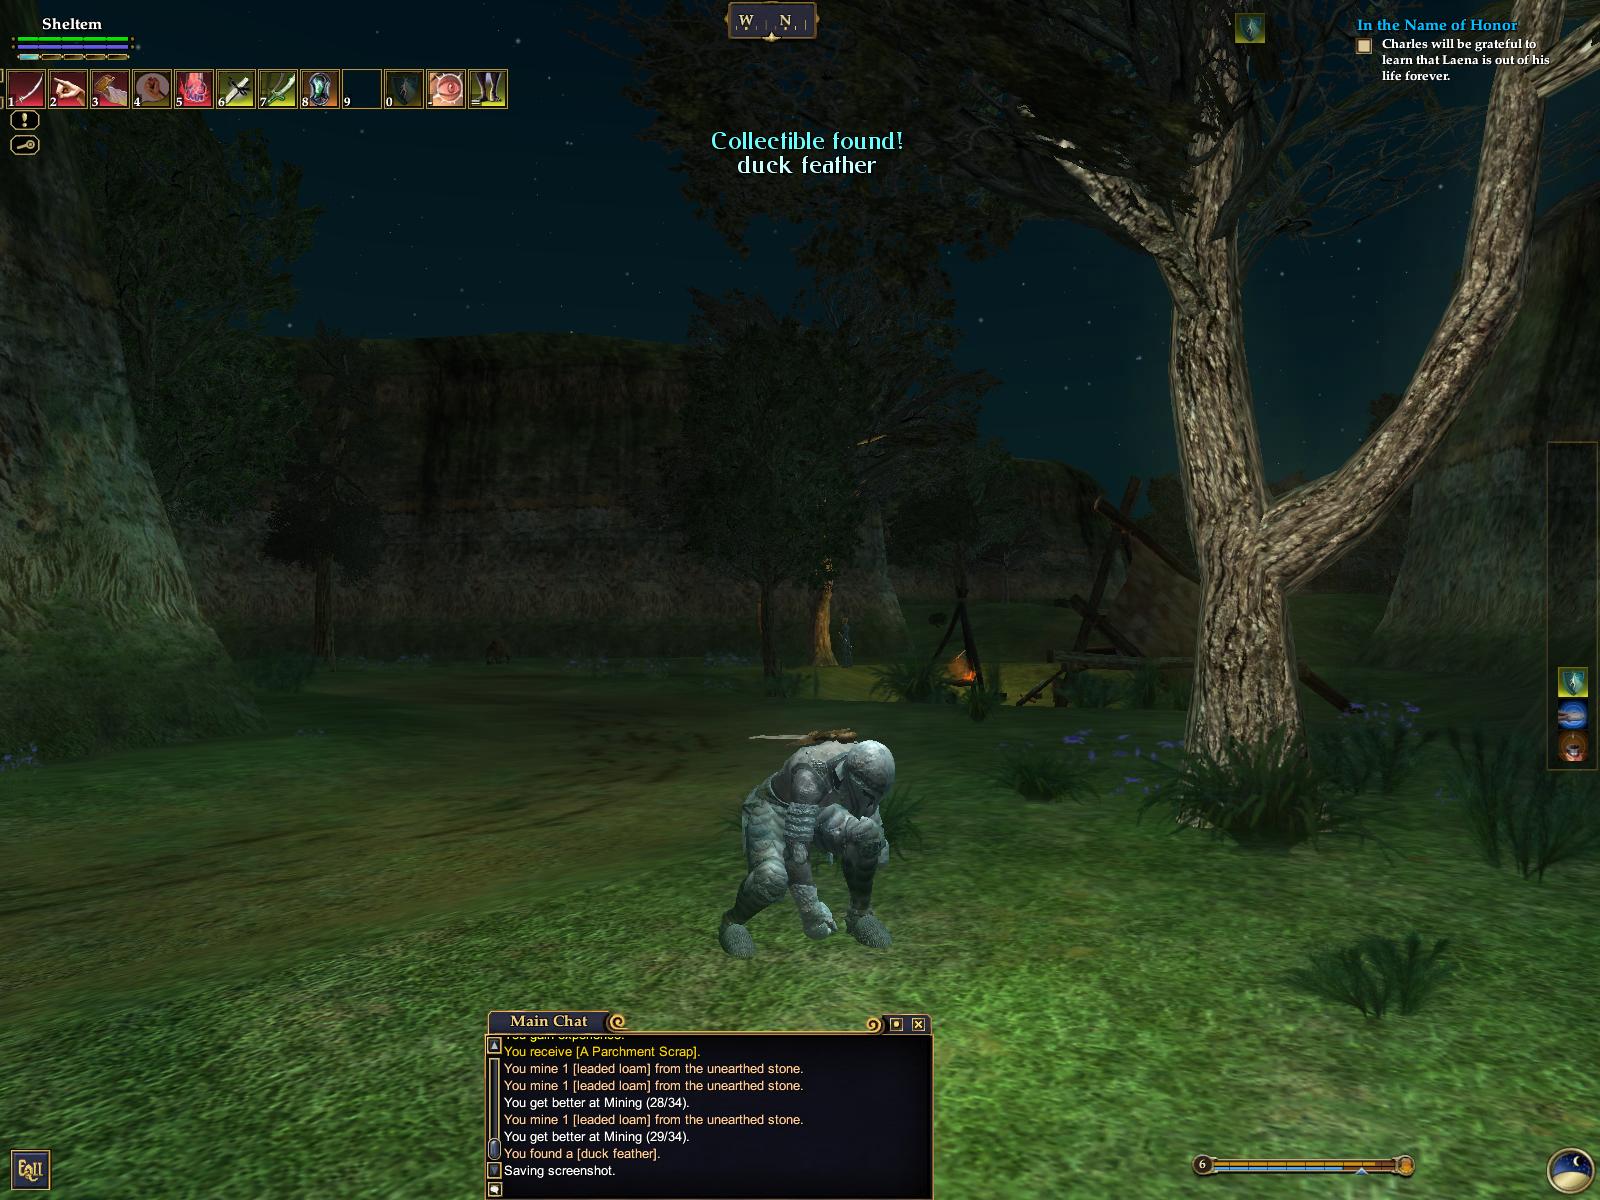 Sheltem
W N
In the Name of Honor
Charles will be grateful to
learn that Laena is out of his
life forever.
1 2 3 4 5 6 7 8 9 0 - =
Collectible found!
duck feather
Main Chat
You gain experience.
You receive [A Parchment Scrap].
You mine 1 [leaded loam] from the unearthed stone.
You mine 1 [leaded loam] from the unearthed stone.
You get better at Mining (28/34).
You mine 1 [leaded loam] from the unearthed stone.
You get better at Mining (29/34).
You found a [duck feather].
Saving screenshot.
EQII
6